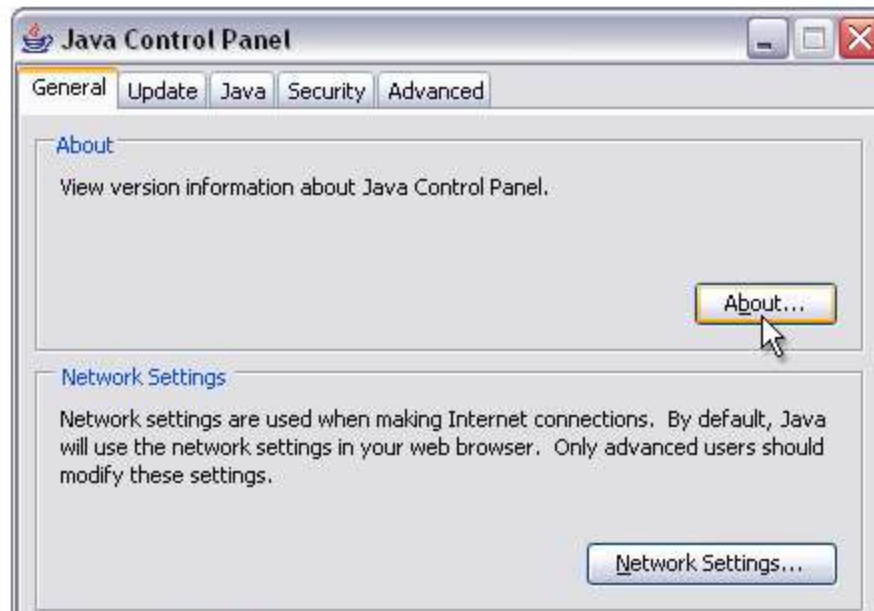 Java Control Panel
General Update Java Security Advanced
About
View version information about Java Control Panel.
About...
Network Settings
Network settings are used when making Internet connections.  By default, Java
will use the network settings in your web browser.  Only advanced users should
modify these settings.
Network Settings...